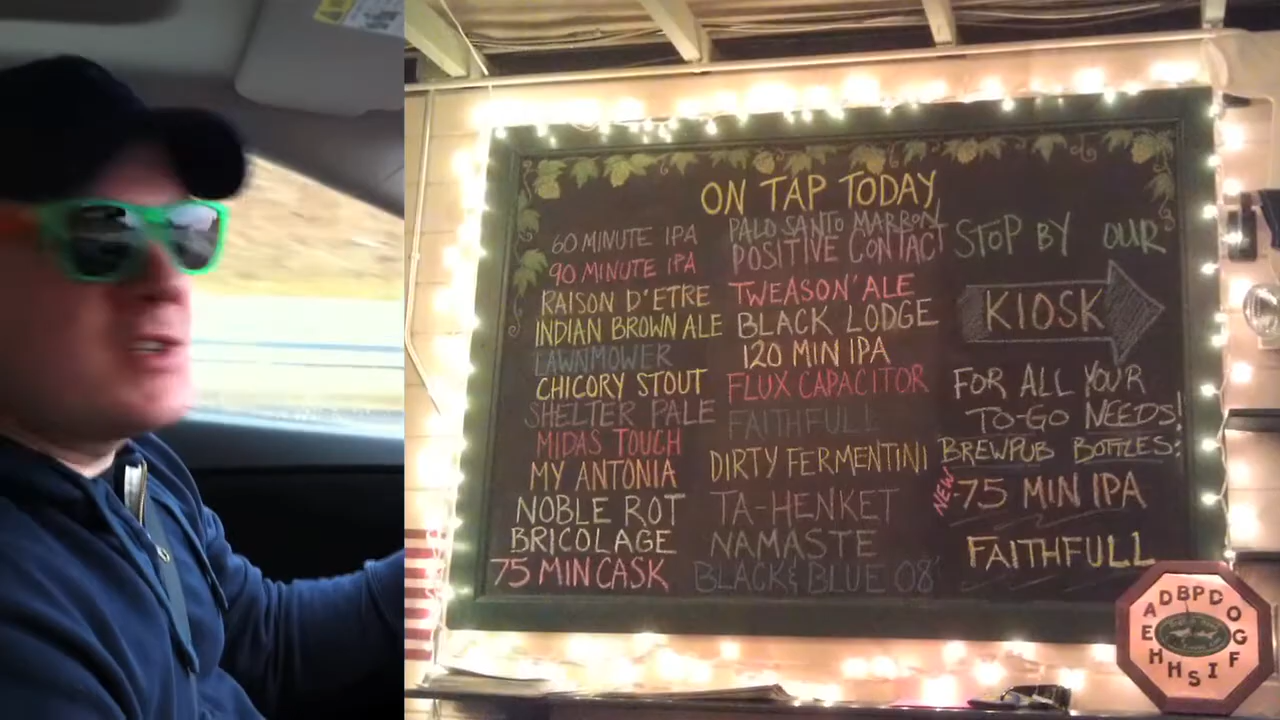 ON TAP TODAY
60 MINUTE IPA
90 MINUTE IPA
RAISON D'ETRE
INDIAN BROWN ALE
LAWNMOWER
CHICORY STOUT
SHELTER PALE
MIDAS TOUCH
MY ANTONIA
NOBLE ROT
BRICOLAGE
75 MIN CASK
PALO SANTO MARRON
POSITIVE CONTACT
TWEASON'ALE
BLACK LODGE
120 MIN IPA
FLUX CAPACITOR
FAITHFULL
DIRTY FERMENTINI
TA-HENKET
NAMASTE
BLACK & BLUE 08'
STOP BY OUR
KIOSK
FOR ALL YOUR
TO-GO NEEDS!
BREWPUB BOTTLES:
NEW -75 MIN IPA
FAITHFULL
DOGFISHHEAD
BP